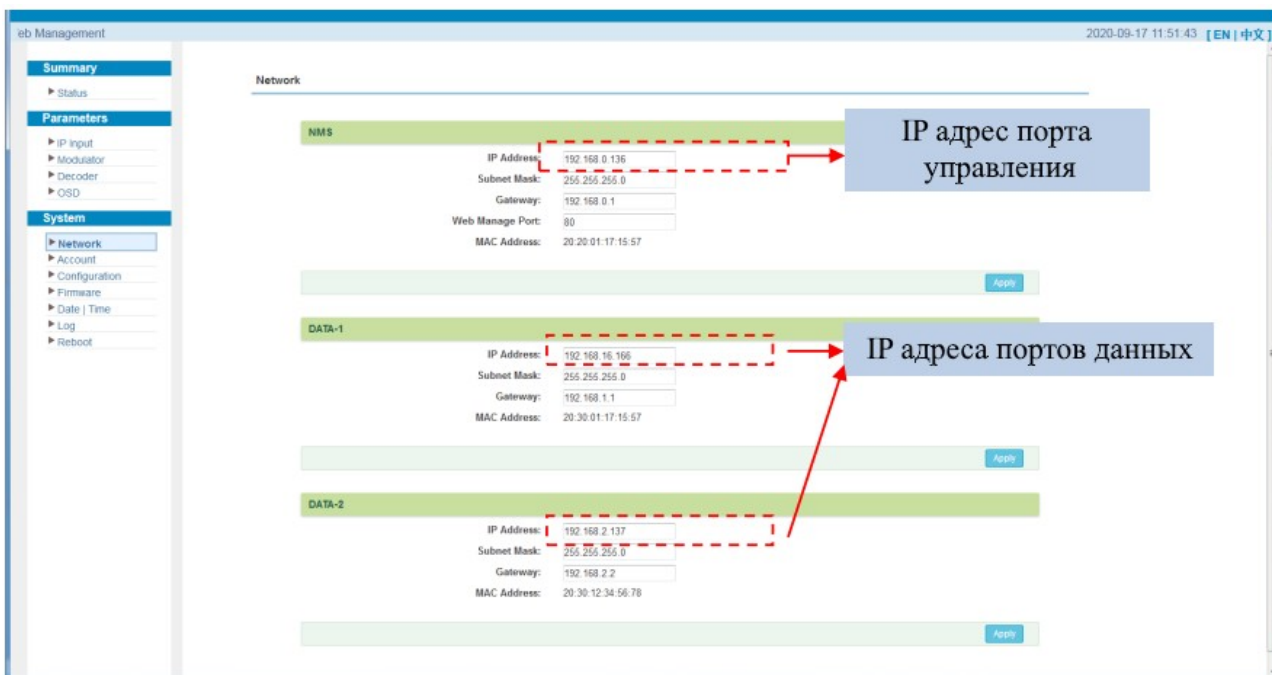 eb Management
2020-09-17 11:51:43 [ EN | 中文 ]
Summary
Status
Parameters
IP Input
Modulator
Decoder
OSD
System
Network
Account
Configuration
Firmware
Date | Time
Log
Reboot
Network
NMS
IP Address: 192.168.0.136
Subnet Mask: 255.255.255.0
Gateway: 192.168.0.1
Web Manage Port: 80
MAC Address: 20:20:01:17:15:57
Apply
IP адрес порта
управления
DATA-1
IP Address: 192.168.16.166
Subnet Mask: 255.255.255.0
Gateway: 192.168.1.1
MAC Address: 20:30:01:17:15:57
Apply
IP адреса портов данных
DATA-2
IP Address: 192.168.2.137
Subnet Mask: 255.255.255.0
Gateway: 192.168.2.2
MAC Address: 20:30:12:34:56:78
Apply